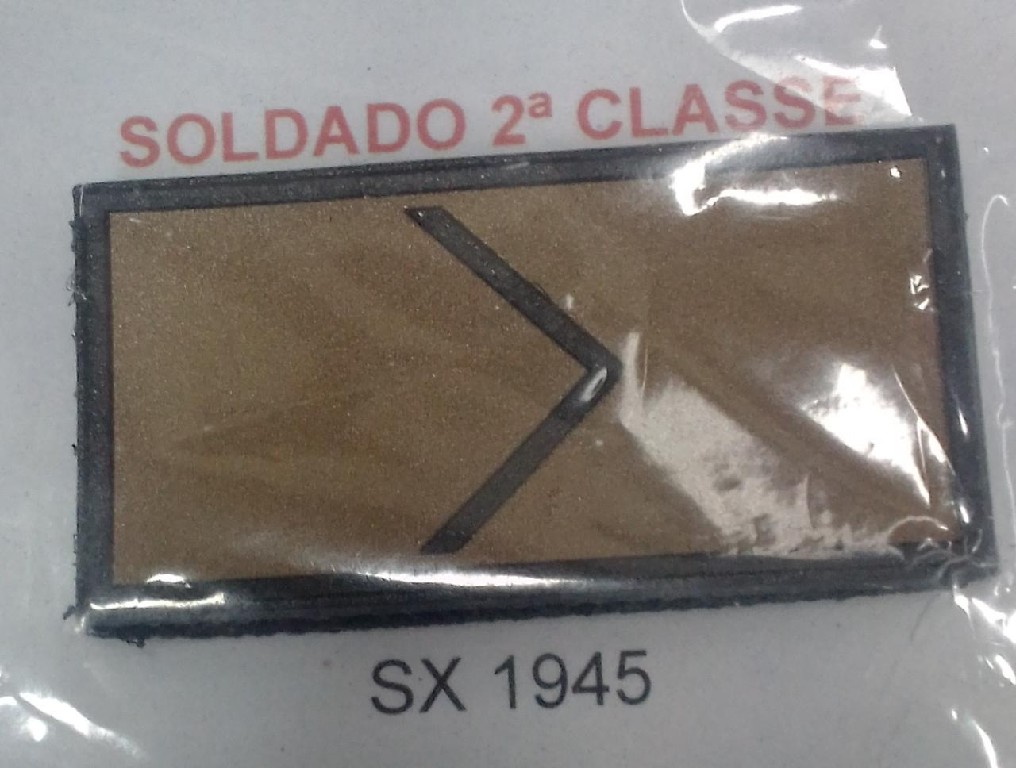 SOLDADO 2ª CLASSE
SX 1945